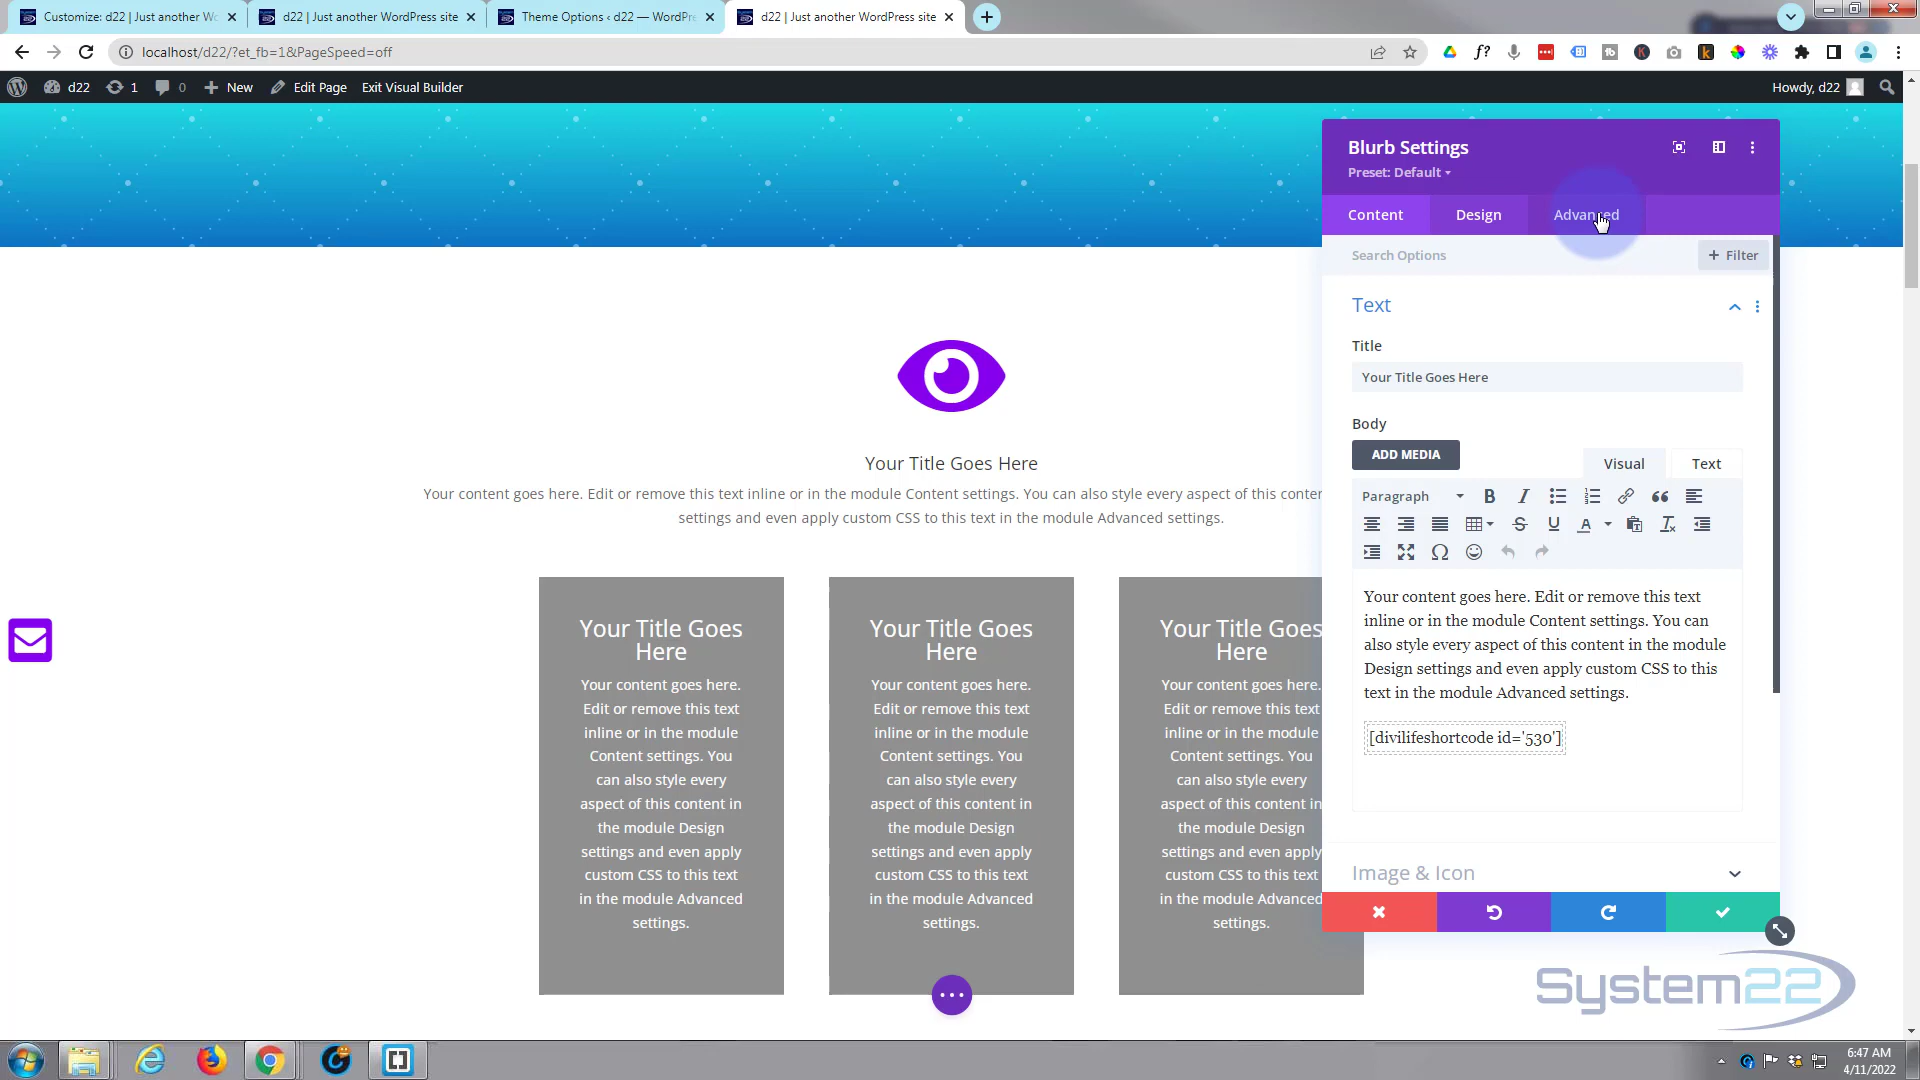 Customize: d22 | Just another Wo
d22 | Just another WordPress site
Theme Options ‹ d22 — WordPre
d22 | Just another WordPress site
localhost/d22/?et_fb=1&PageSpeed=off
d22
1
0
New
Edit Page
Exit Visual Builder
Howdy, d22
Blurb Settings
Preset: Default
Content
Design
Advanced
Search Options
+ Filter
Text
Title
Your Title Goes Here
Body
ADD MEDIA
Visual
Text
Paragraph
Your content goes here. Edit or remove this text
inline or in the module Content settings. You can
also style every aspect of this content in the module
Design settings and even apply custom CSS to this
text in the module Advanced settings.
[divilifeshortcode id='530']
Image & Icon
Your Title Goes Here
Your content goes here. Edit or remove this text inline or in the module Content settings. You can also style every aspect of this conter
settings and even apply custom CSS to this text in the module Advanced settings.
Your Title Goes
Here
Your content goes here.
Edit or remove this text
inline or in the module
Content settings. You
can also style every
aspect of this content in
the module Design
settings and even apply
custom CSS to this text
in the module Advanced
settings.
Your Title Goes
Here
Your content goes here.
Edit or remove this text
inline or in the module
Content settings. You
can also style every
aspect of this content in
the module Design
settings and even apply
custom CSS to this text
in the module Advanced
settings.
Your Title Goes
Here
Your content goes here.
Edit or remove this text
inline or in the module
Content settings. You
can also style every
aspect of this content in
the module Design
settings and even apply
custom CSS to this text
in the module Advanced
settings.
System22
6:47 AM
4/11/2022